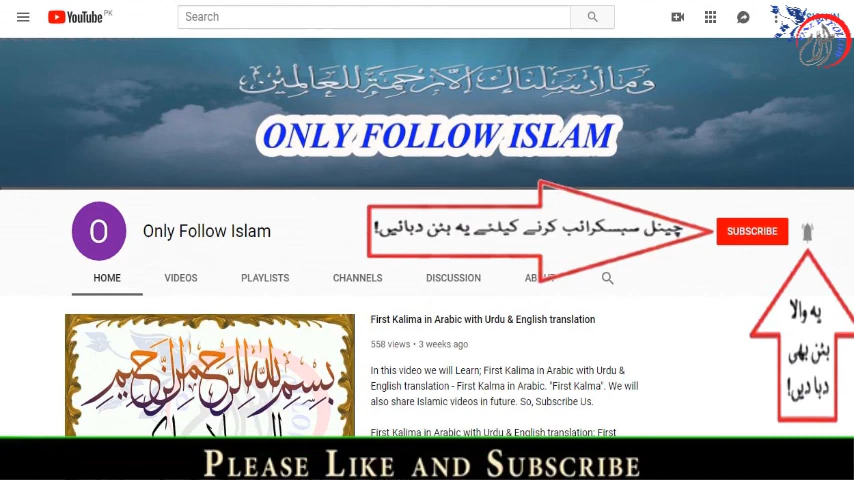 YouTube PK
Search
وما ارسلناك الا رحمة للعالمين
ONLY FOLLOW ISLAM
O
Only Follow Islam
چینل سبسکرائب کرنے کیلئے یہ بٹن دبائیں!
SUBSCRIBE
HOME VIDEOS PLAYLISTS CHANNELS DISCUSSION
یہ والا
بٹن بھی
دبا دیں!
First Kalima in Arabic with Urdu & English translation
558 views • 3 weeks ago
In this video we will Learn; First Kalima in Arabic with Urdu &
English translation - First Kalma in Arabic. "First Kalma". We will
also share Islamic videos in future. So, Subscribe Us.
First Kalima in Arabic with Urdu & English translation: First
بسم الله الرحمن الرحيم
PLEASE LIKE AND SUBSCRIBE